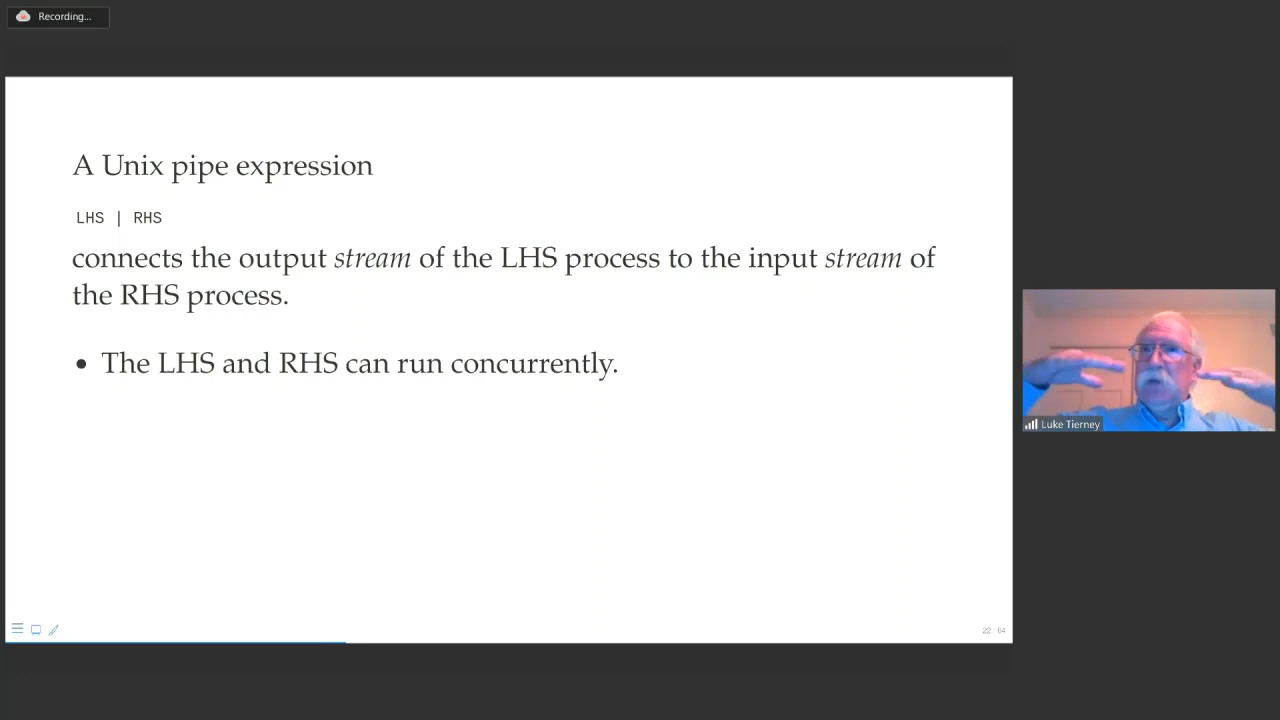 Recording...
A Unix pipe expression
LHS | RHS
connects the output stream of the LHS process to the input stream of
the RHS process.
• The LHS and RHS can run concurrently.
Luke Tierney
22 / 64